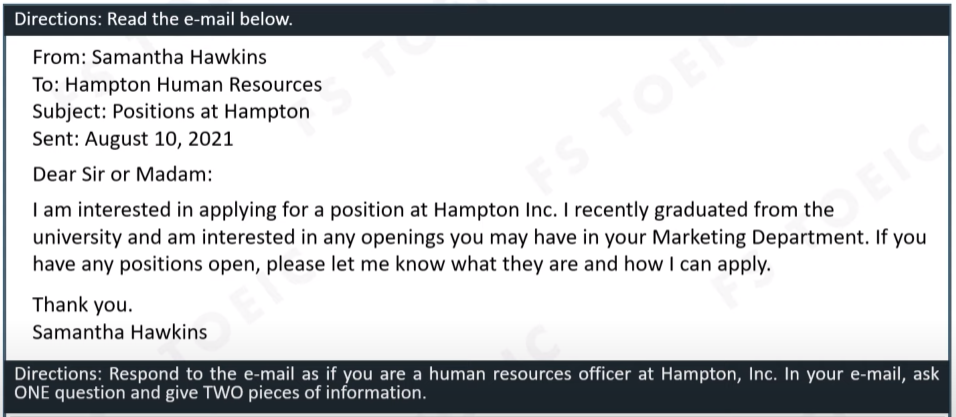 Directions: Read the e-mail below.
From: Samantha Hawkins
To: Hampton Human Resources
Subject: Positions at Hampton
Sent: August 10, 2021
Dear Sir or Madam:
I am interested in applying for a position at Hampton Inc. I recently graduated from the
university and am interested in any openings you may have in your Marketing Department. If you
have any positions open, please let me know what they are and how I can apply.
Thank you.
Samantha Hawkins
Directions: Respond to the e-mail as if you are a human resources officer at Hampton, Inc. In your e-mail, ask
ONE question and give TWO pieces of information.
FS TOEIC